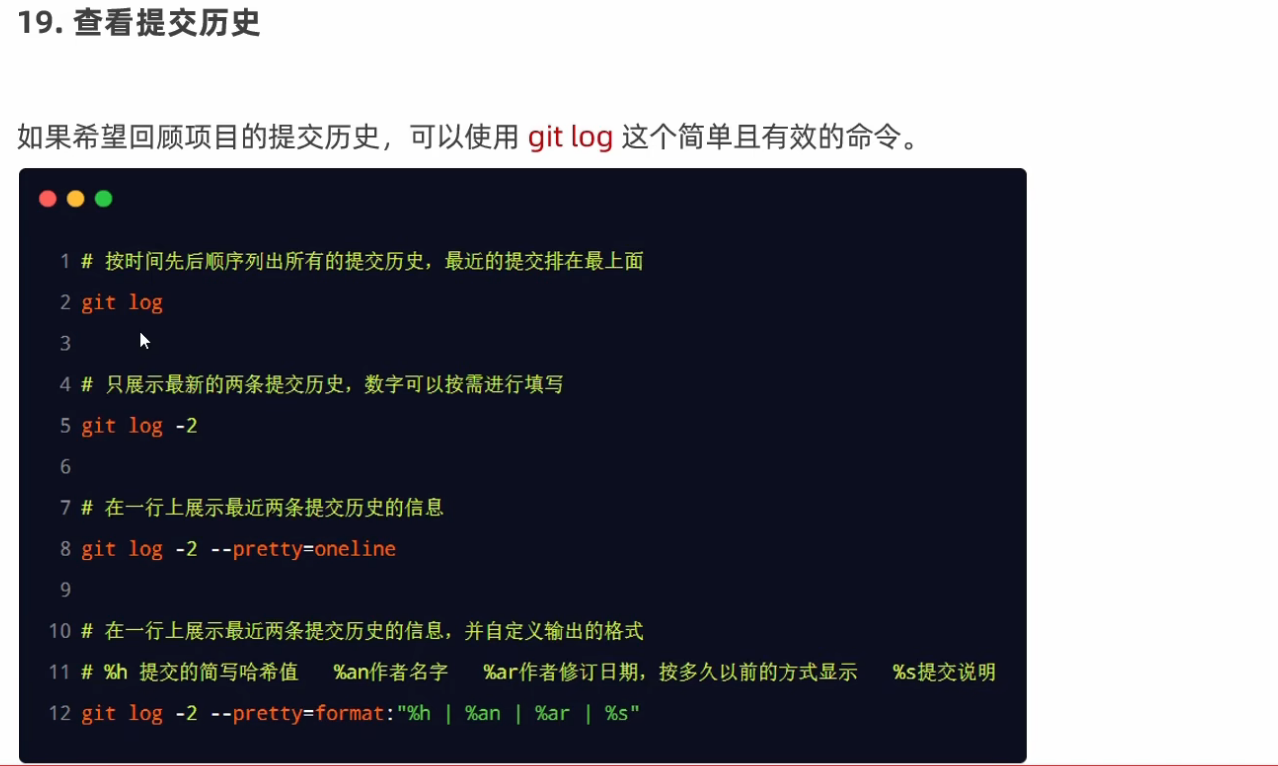 19. 查看提交历史
如果希望回顾项目的提交历史，可以使用 git log 这个简单且有效的命令。
1 # 按时间先后顺序列出所有的提交历史，最近的提交排在最上面
2 git log
3
4 # 只展示最新的两条提交历史，数字可以按需进行填写
5 git log -2
6
7 # 在一行上展示最近两条提交历史的信息
8 git log -2 --pretty=oneline
9
10 # 在一行上展示最近两条提交历史的信息，并自定义输出的格式
11 # %h 提交的简写哈希值 %an作者名字 %ar作者修订日期，按多久以前的方式显示 %s提交说明
12 git log -2 --pretty=format:"%h | %an | %ar | %s"